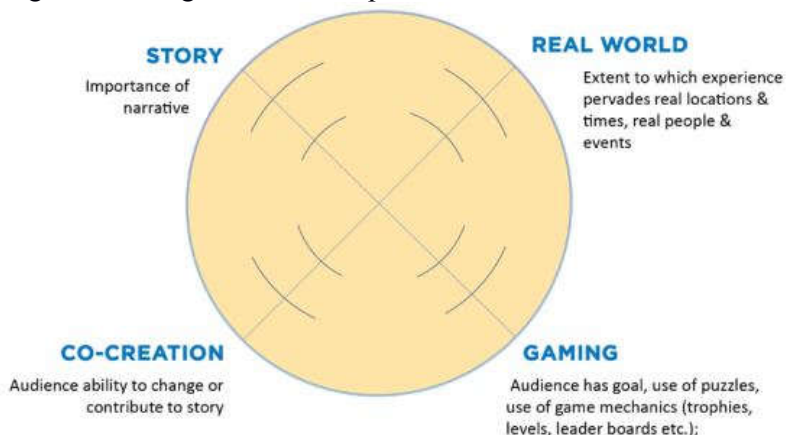 STORY
Importance of
narrative
REAL WORLD
Extent to which experience
pervades real locations &
times, real people &
events
CO-CREATION
Audience ability to change or
contribute to story
GAMING
Audience has goal, use of puzzles,
use of game mechanics (trophies,
levels, leader boards etc.);